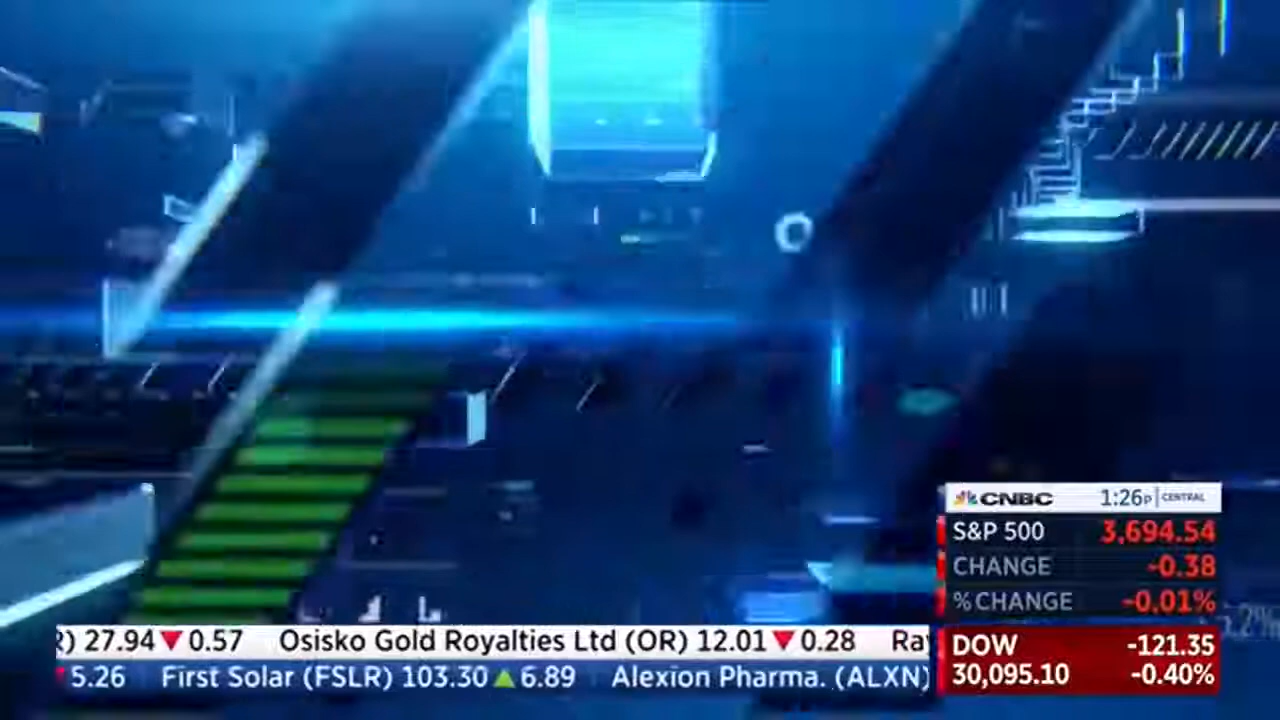 CNBC 1:26P CENTRAL
S&P 500 3,694.54
CHANGE -0.38
% CHANGE -0.01%
DOW -121.35
30,095.10 -0.40%
R) 27.94▼0.57 Osisko Gold Royalties Ltd (OR) 12.01▼0.28 Ray
5.26 First Solar (FSLR) 103.30▲6.89 Alexion Pharma. (ALXN)